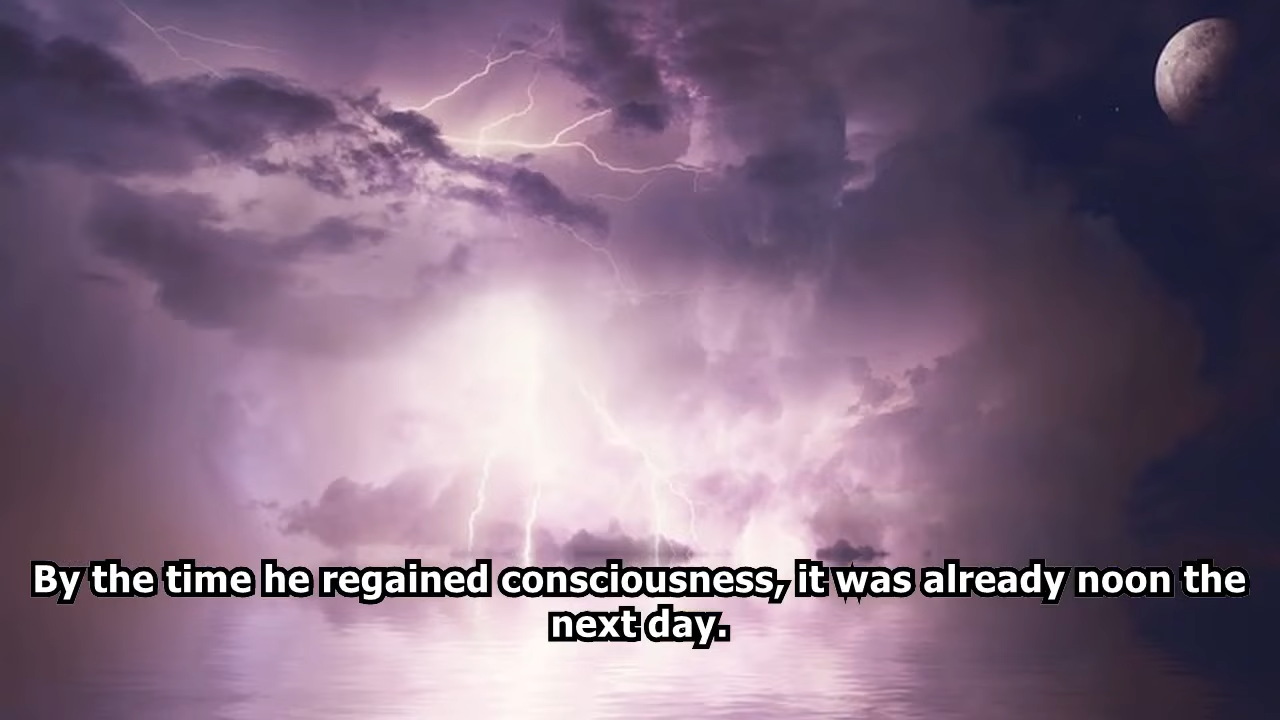 By the time he regained consciousness, it was already noon the
next day.